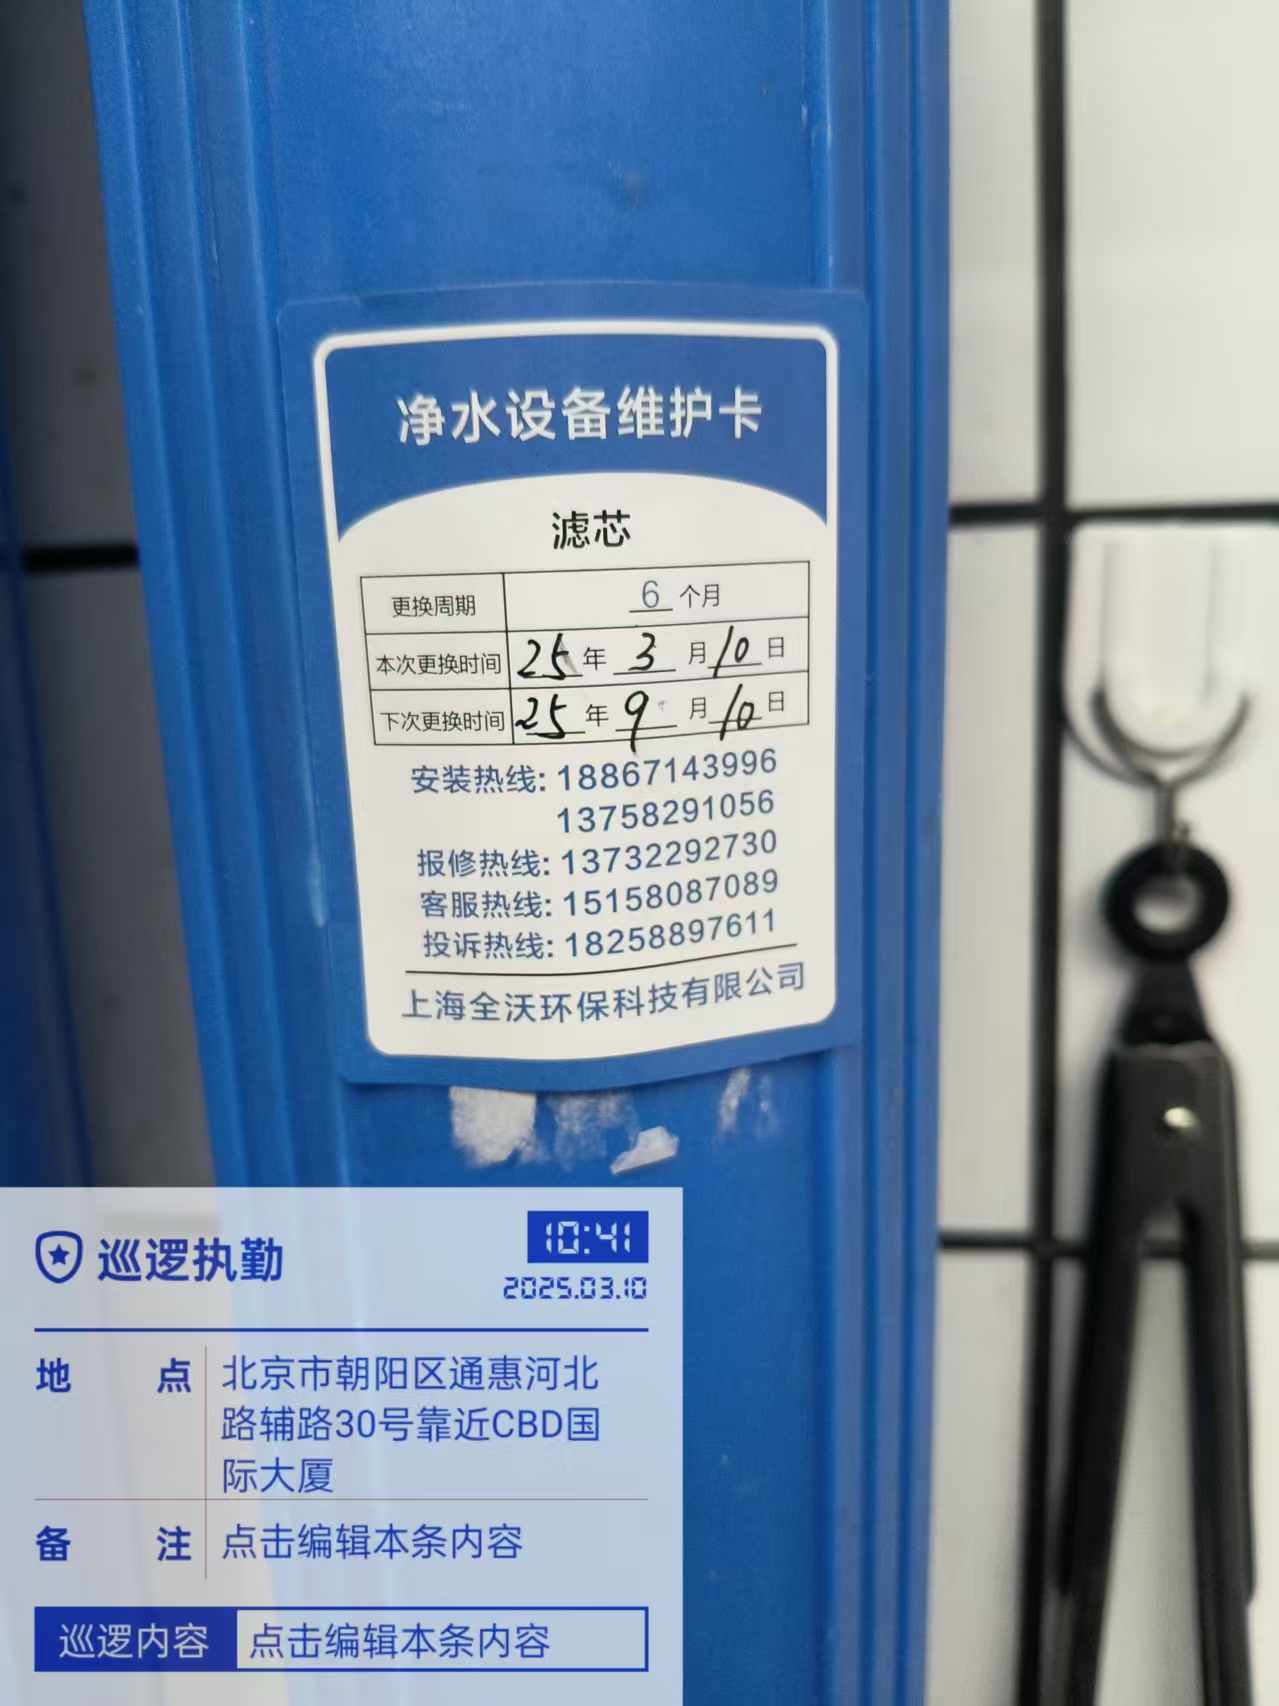 净水设备维护卡
滤芯
更换周期 6 个月
本次更换时间 25 年 3 月 10 日
下次更换时间 25 年 9 月 10 日
安装热线: 18867143996
13758291056
报修热线: 13732292730
客服热线: 15158087089
投诉热线: 18258897611
上海全沃环保科技有限公司
巡逻执勤 10:41
2025.03.10
地 点 北京市朝阳区通惠河北
路辅路30号靠近CBD国
际大厦
备 注 点击编辑本条内容
巡逻内容 点击编辑本条内容